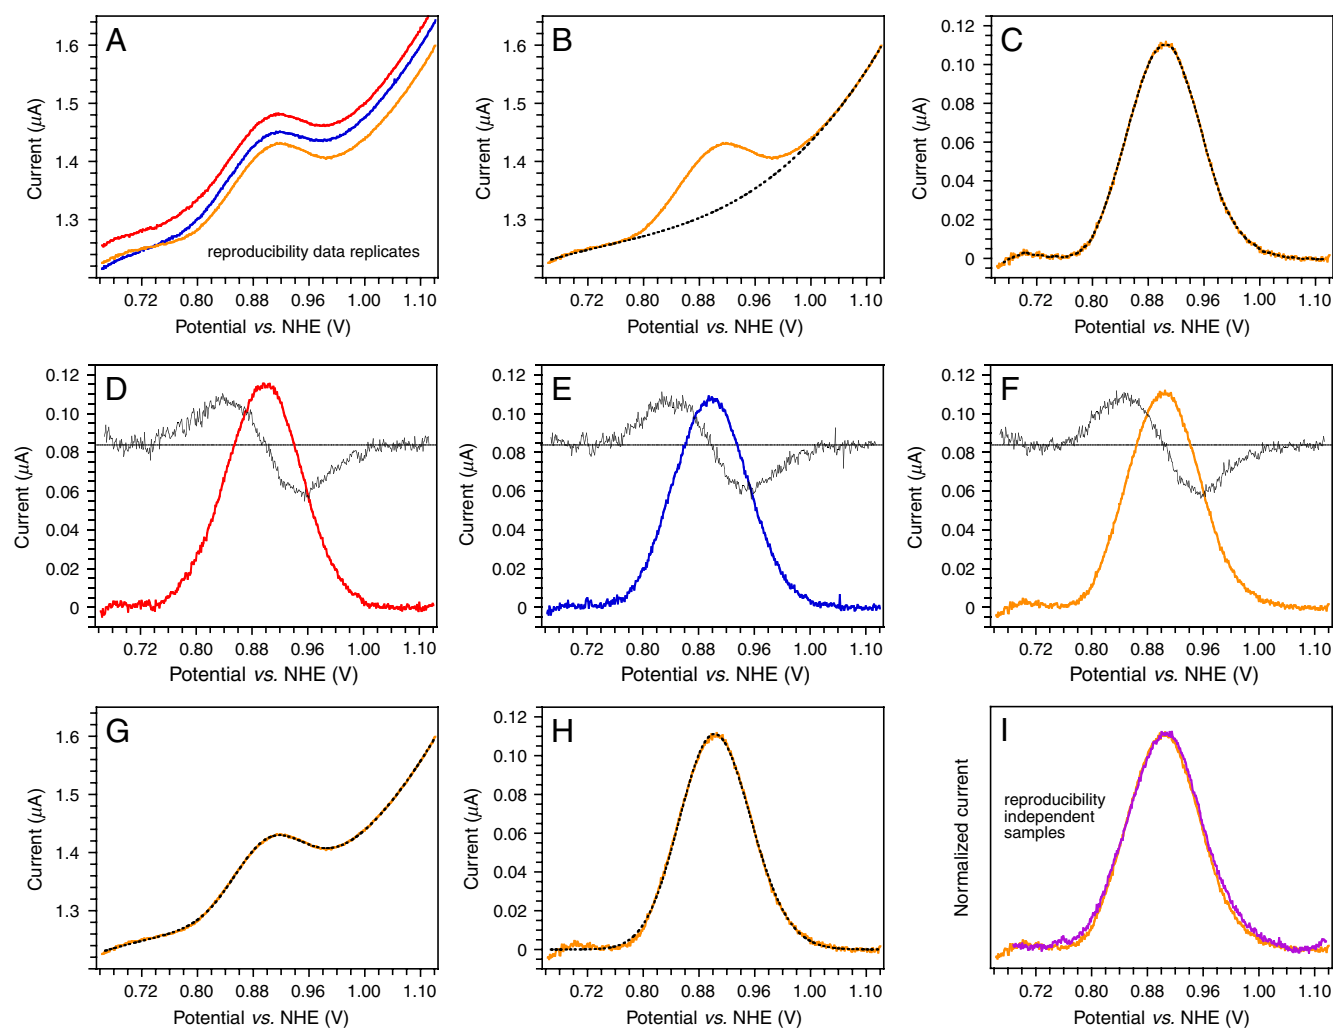 A
Current (μA)
1.6
1.5
1.4
1.3
reproducibility data replicates
0.72 0.80 0.88 0.96 1.00 1.10
Potential vs. NHE (V)
B
Current (μA)
1.6
1.5
1.4
1.3
0.72 0.80 0.88 0.96 1.00 1.10
Potential vs. NHE (V)
C
Current (μA)
0.12
0.10
0.08
0.06
0.04
0.02
0
0.72 0.80 0.88 0.96 1.00 1.10
Potential vs. NHE (V)
D
Current (μA)
0.12
0.10
0.08
0.06
0.04
0.02
0
0.72 0.80 0.88 0.96 1.00 1.10
Potential vs. NHE (V)
E
Current (μA)
0.12
0.10
0.08
0.06
0.04
0.02
0
0.72 0.80 0.88 0.96 1.00 1.10
Potential vs. NHE (V)
F
Current (μA)
0.12
0.10
0.08
0.06
0.04
0.02
0
0.72 0.80 0.88 0.96 1.00 1.10
Potential vs. NHE (V)
G
Current (μA)
1.6
1.5
1.4
1.3
0.72 0.80 0.88 0.96 1.00 1.10
Potential vs. NHE (V)
H
Current (μA)
0.12
0.10
0.08
0.06
0.04
0.02
0
0.72 0.80 0.88 0.96 1.00 1.10
Potential vs. NHE (V)
I
Normalized current
reproducibility
independent
samples
0.72 0.80 0.88 0.96 1.00 1.10
Potential vs. NHE (V)